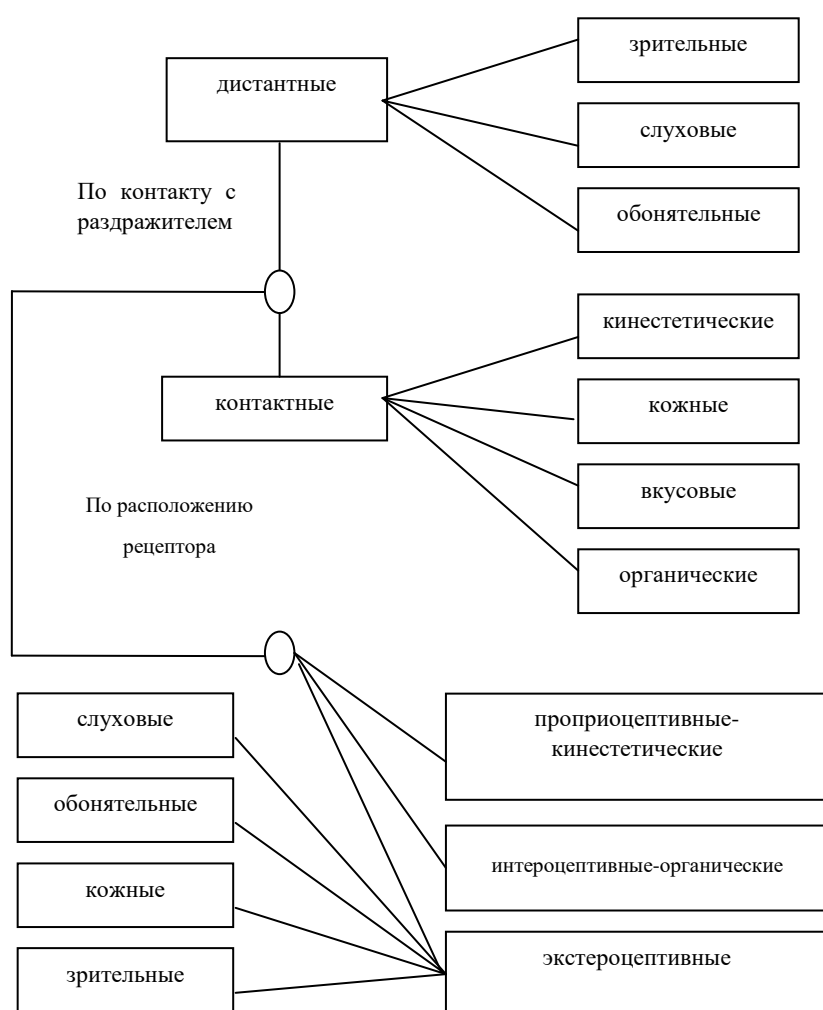 зрительные
дистантные
слуховые
По контакту с
раздражителем
обонятельные
кинестетические
контактные
кожные
вкусовые
По расположению
рецептора
органические
слуховые
проприоцептивные-
кинестетические
обонятельные
интероцептивные-органические
кожные
экстероцептивные
зрительные